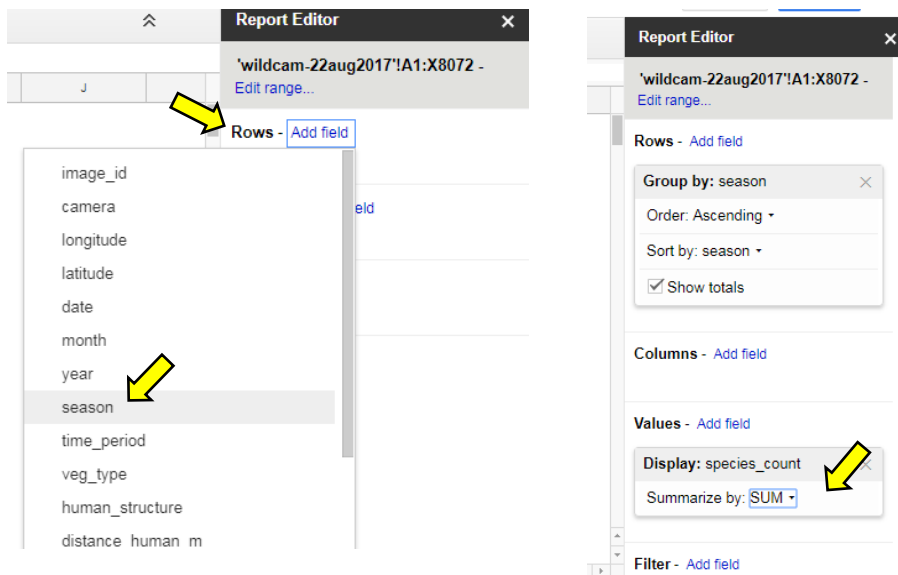 Report Editor
'wildcam-22aug2017'!A1:X8072 -
Edit range...
J
Rows - Add field
image_id
camera
longitude
latitude
date
month
year
season
time_period
veg_type
human_structure
distance_human_m
eld
Report Editor
'wildcam-22aug2017'!A1:X8072 -
Edit range...
Rows - Add field
Group by: season
Order: Ascending
Sort by: season
Show totals
Columns - Add field
Values - Add field
Display: species_count
Summarize by: SUM
Filter - Add field